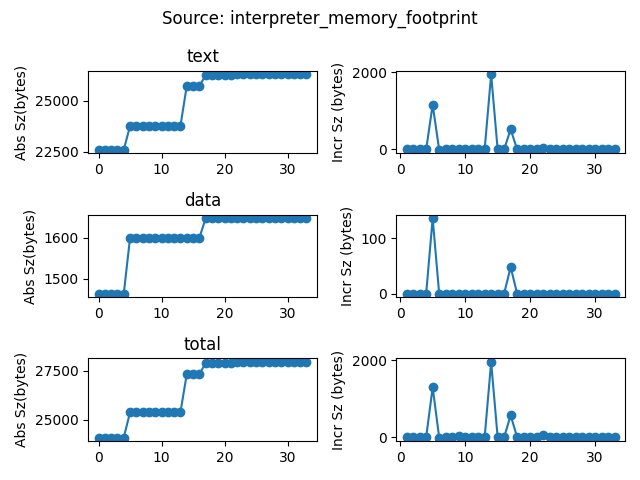 Source: interpreter_memory_footprint
text
Abs Sz(bytes)
25000
22500
0 10 20 30
Incr Sz (bytes)
2000
0
0 10 20 30
data
Abs Sz(bytes)
1600
1500
0 10 20 30
Incr Sz (bytes)
100
0
0 10 20 30
total
Abs Sz(bytes)
27500
25000
0 10 20 30
Incr Sz (bytes)
2000
0
0 10 20 30